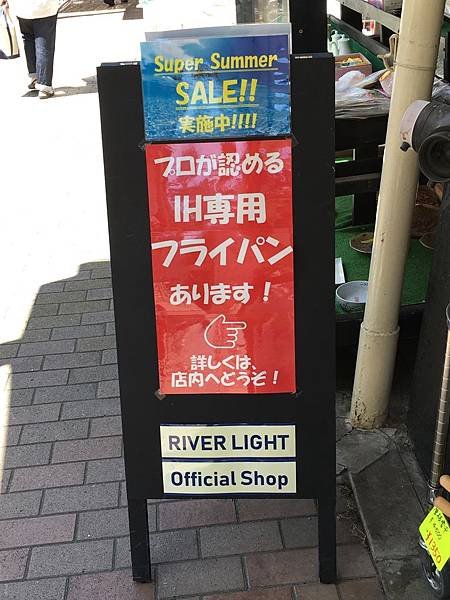 Super Summer
SALE!!
実施中!!!!
プロが認める
IH専用
フライパン
あります！
詳しくは、
店内へどうぞ！
RIVER LIGHT
Official Shop